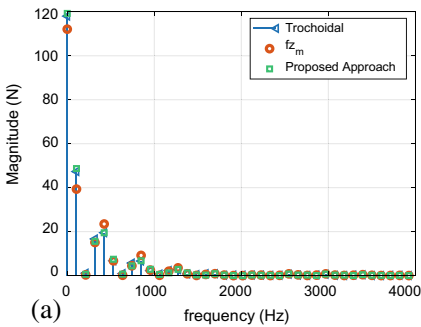 120
100
80
60
40
20
0
Magnitude (N)
Trochoidal
fz_m
Proposed Approach
0 1000 2000 3000 4000
frequency (Hz)
(a)